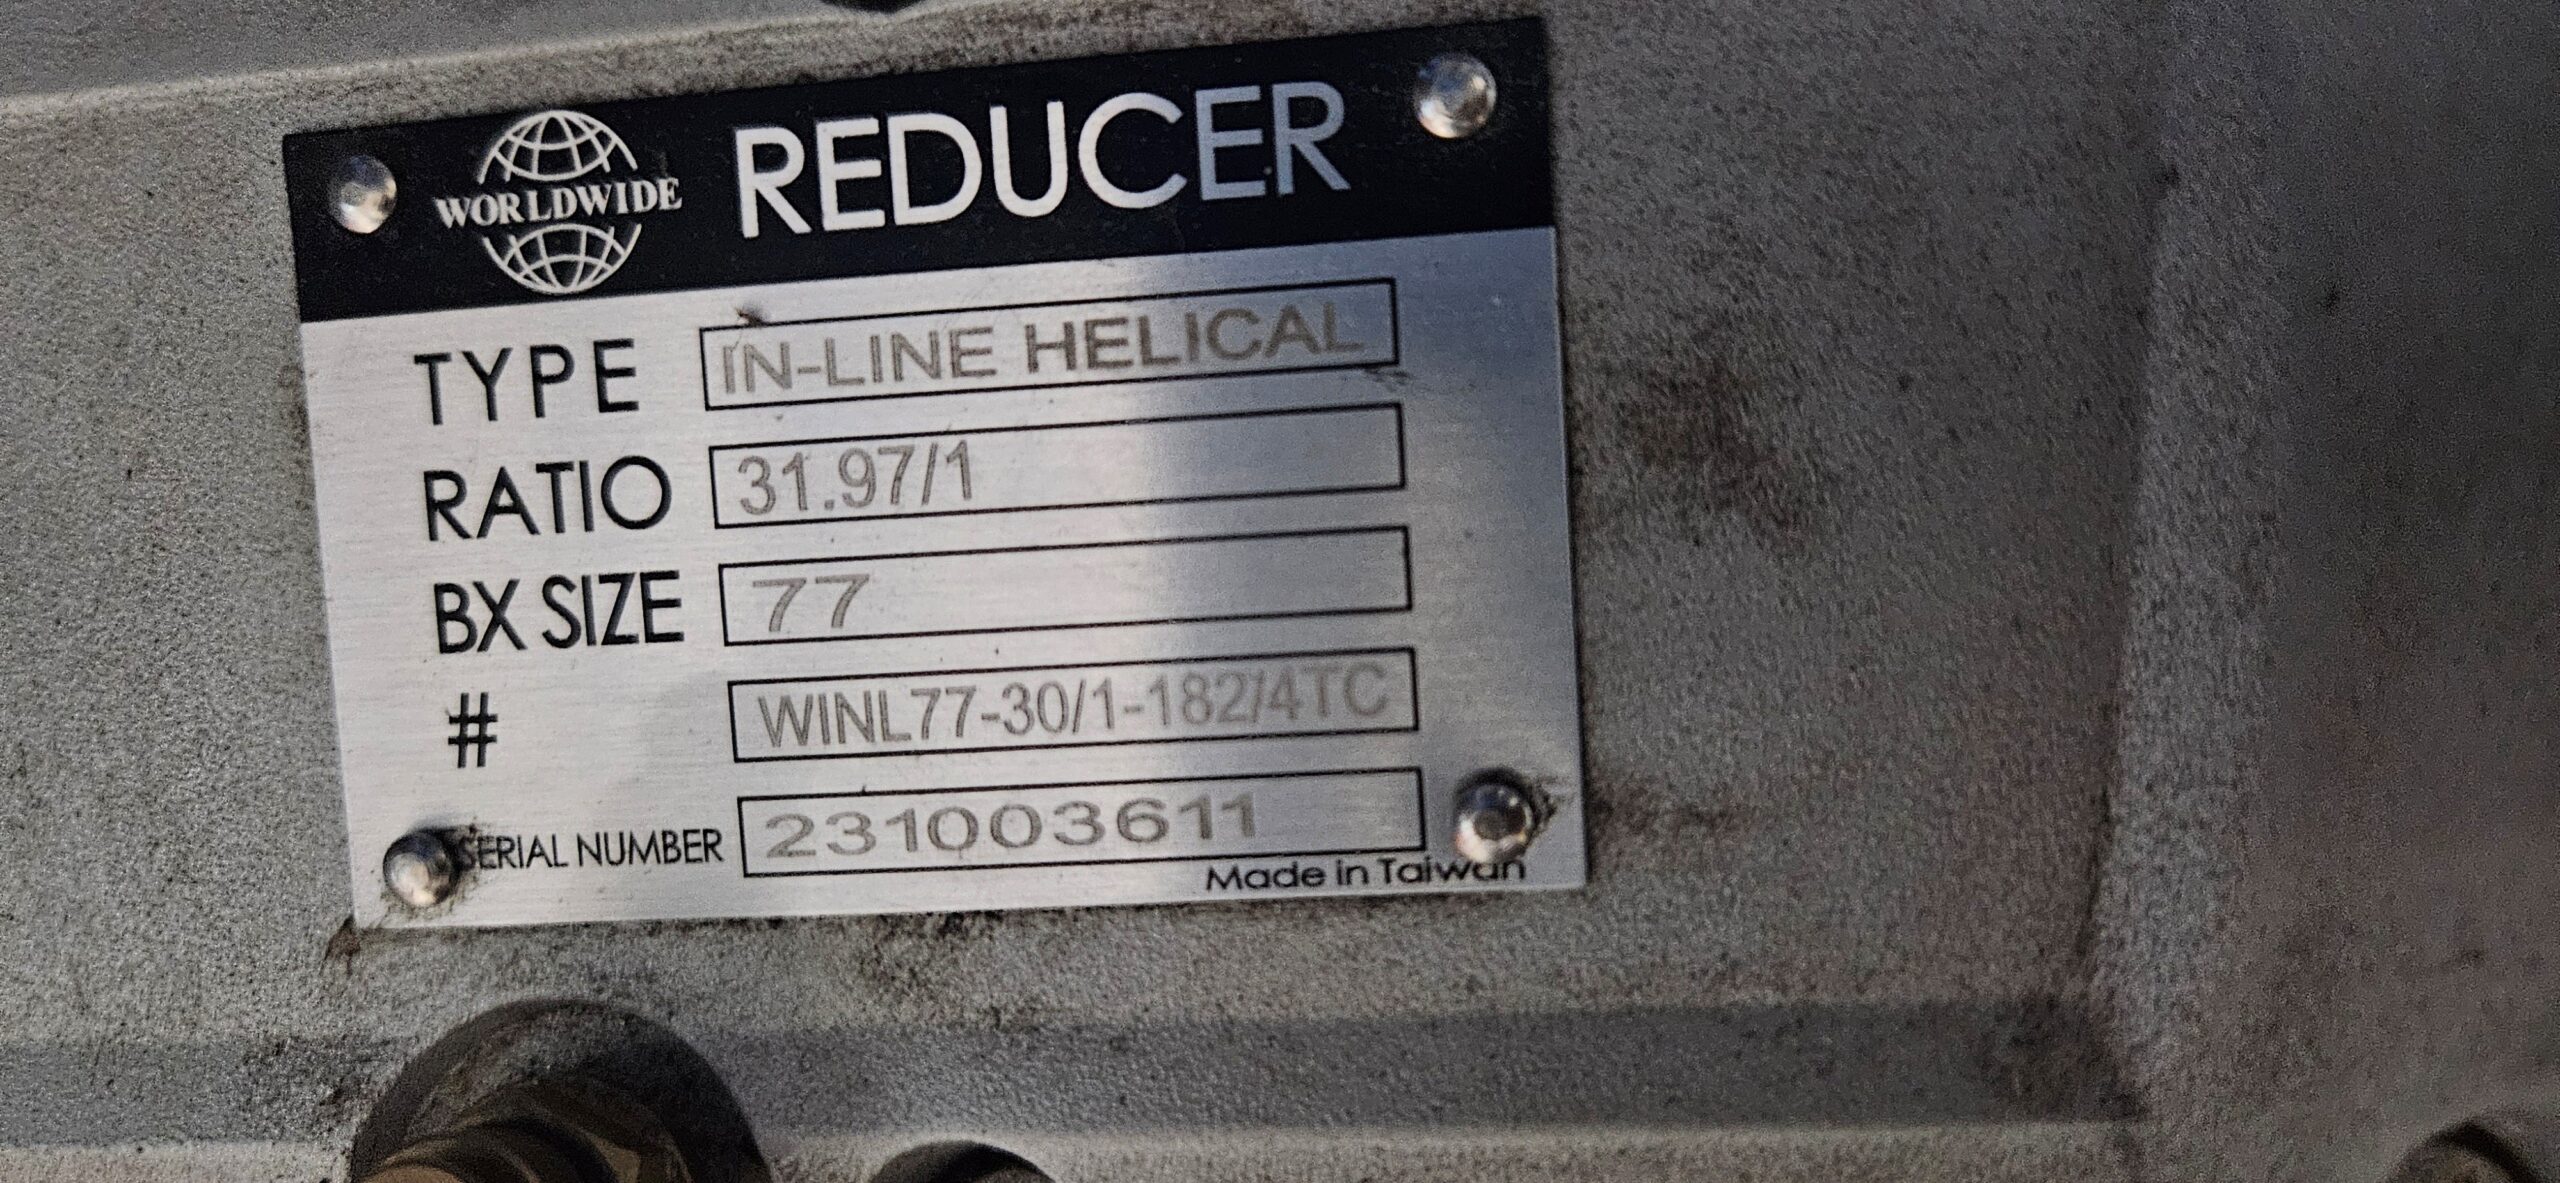 WORLDWIDE REDUCER
TYPE IN-LINE HELICAL
RATIO 31.97/1
BX SIZE 77
# WINL77-30/1-182/4TC
SERIAL NUMBER 231003611
Made in Taiwan